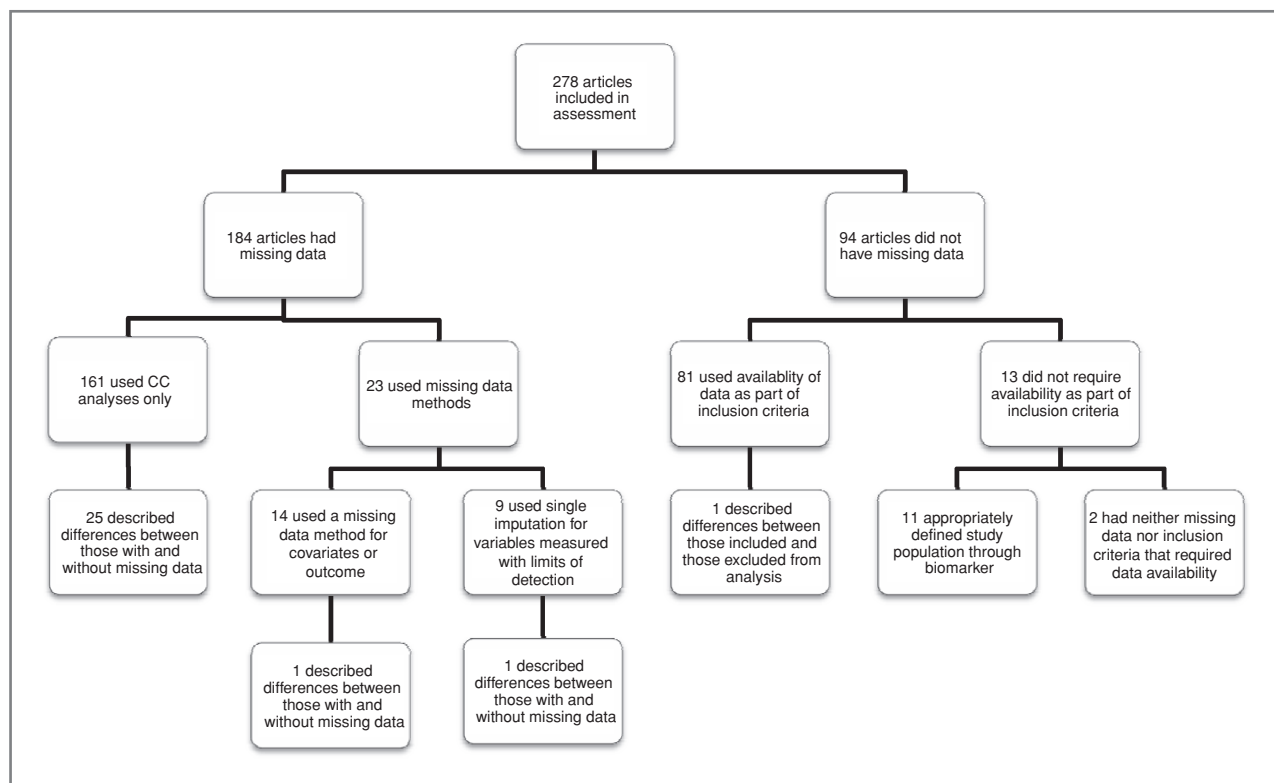 278 articles
included in
assessment
184 articles had
missing data
94 articles did not
have missing data
161 used CC
analyses only
23 used missing data
methods
81 used availablity of
data as part of
inclusion criteria
13 did not require
availability as part of
inclusion criteria
25 described
differences between
those with and
without missing data
14 used a missing
data method for
covariates or
outcome
9 used single
imputation for
variables measured
with limits of
detection
1 described
differences between
those included and
those excluded from
analysis
11 appropriately
defined study
population through
biomarker
2 had neither missing
data nor inclusion
criteria that required
data availability
1 described
differences between
those with and
without missing data
1 described
differences between
those with and
without missing data